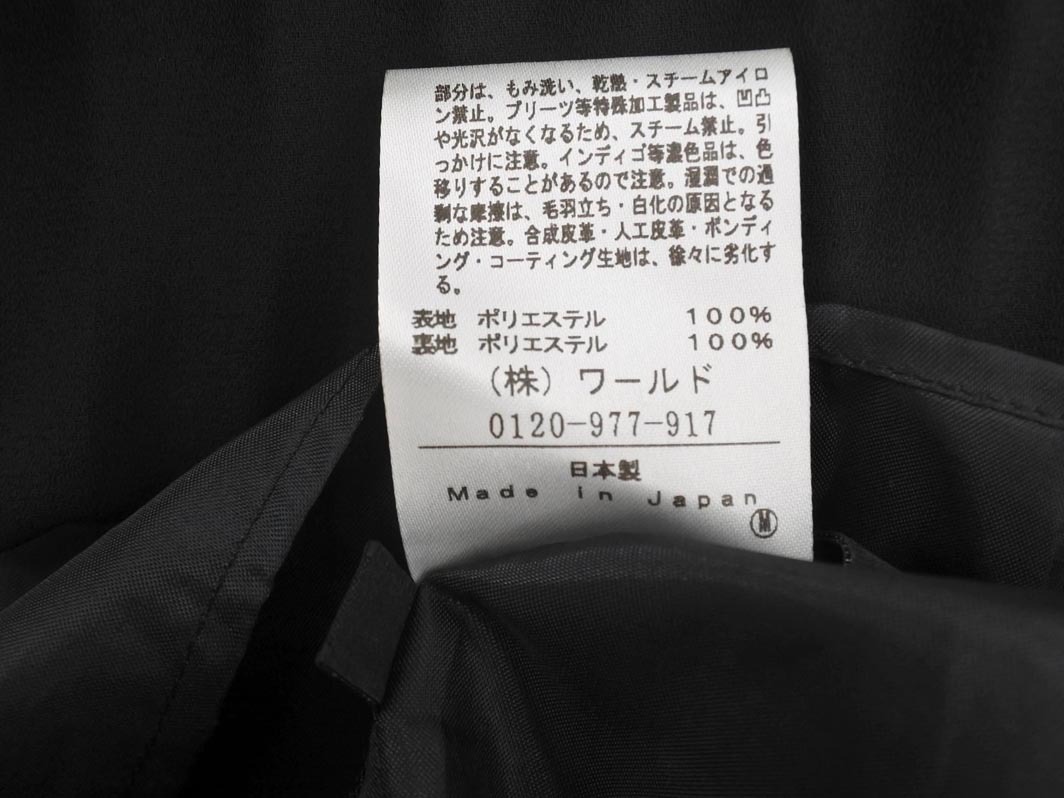 部分は、もみ洗い、乾熱・スチームアイロ
ン禁止。プリーツ等特殊加工製品は、凹凸
や光沢がなくなるため、スチーム禁止。引
っかけに注意。インディゴ等濃色品は、色
移りすることがあるので注意。湿潤での過
剰な摩擦は、毛羽立ち・白化の原因となる
ため注意。合成皮革・人工皮革・ボンディ
ング・コーティング生地は、徐々に劣化す
る。
表地 ポリエステル 100%
裏地 ポリエステル 100%
(株) ワールド
0120-977-917
日本製
Made in Japan
M